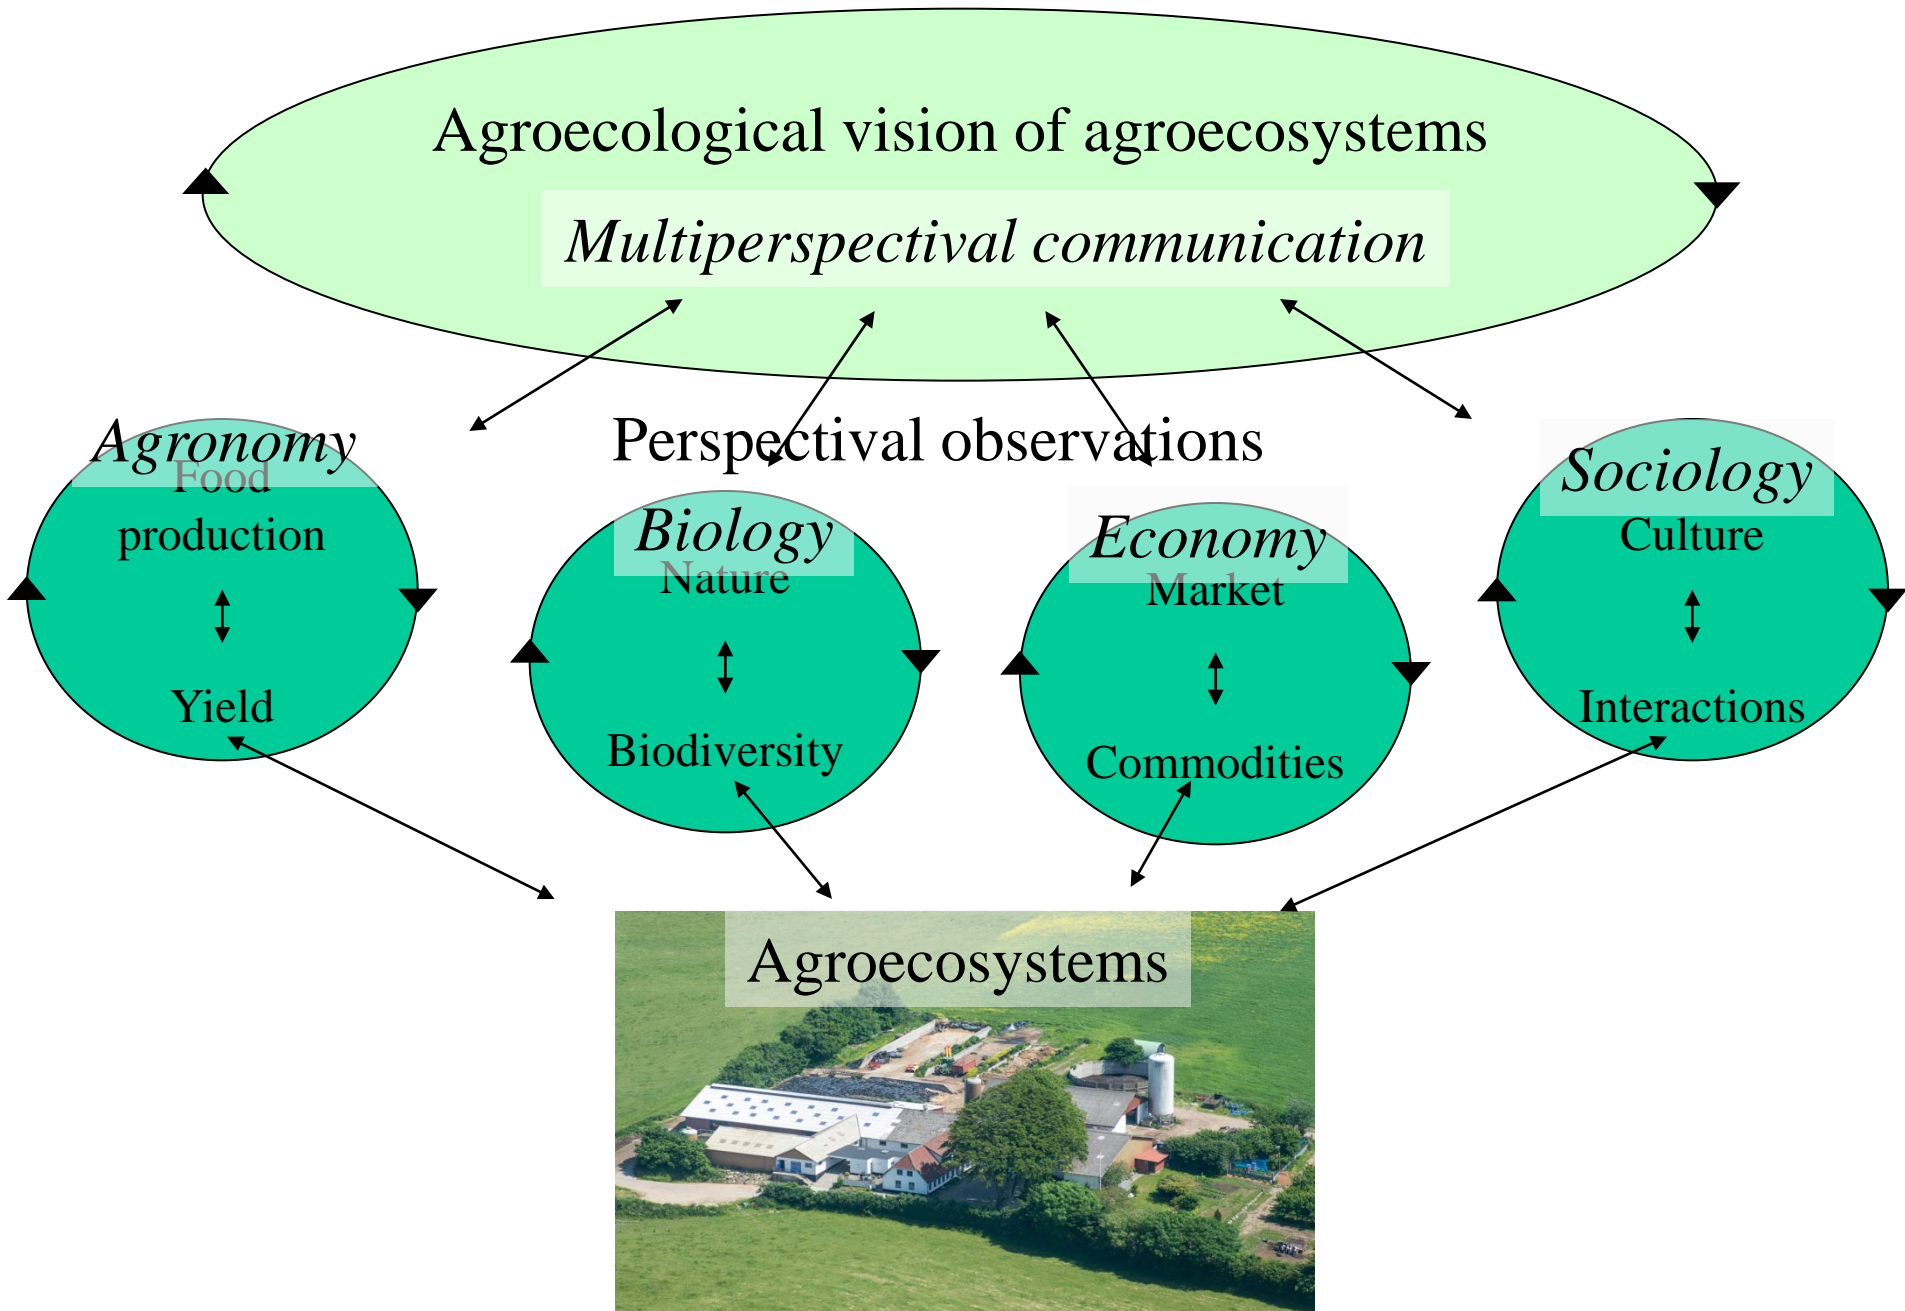 Agroecological vision of agroecosystems
Multiperspectival communication
Perspectival observations
Agronomy
Food
production
Yield
Biology
Nature
Biodiversity
Economy
Market
Commodities
Sociology
Culture
Interactions
Agroecosystems